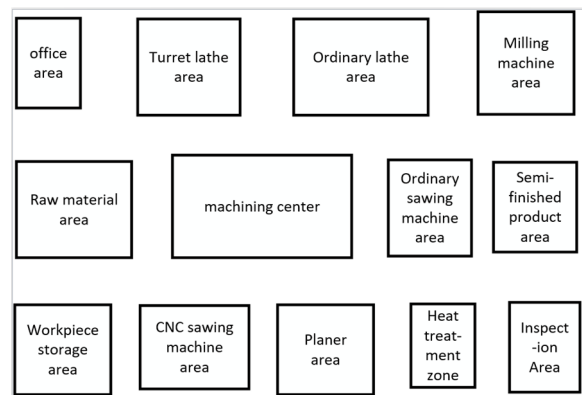 office
area
Turret lathe
area
Ordinary lathe
area
Milling
machine
area
Raw material
area
machining center
Ordinary
sawing
machine
area
Semi-
finished
product
area
Workpiece
storage
area
CNC sawing
machine
area
Planer
area
Heat
treat-
ment
zone
Inspect
-ion
Area